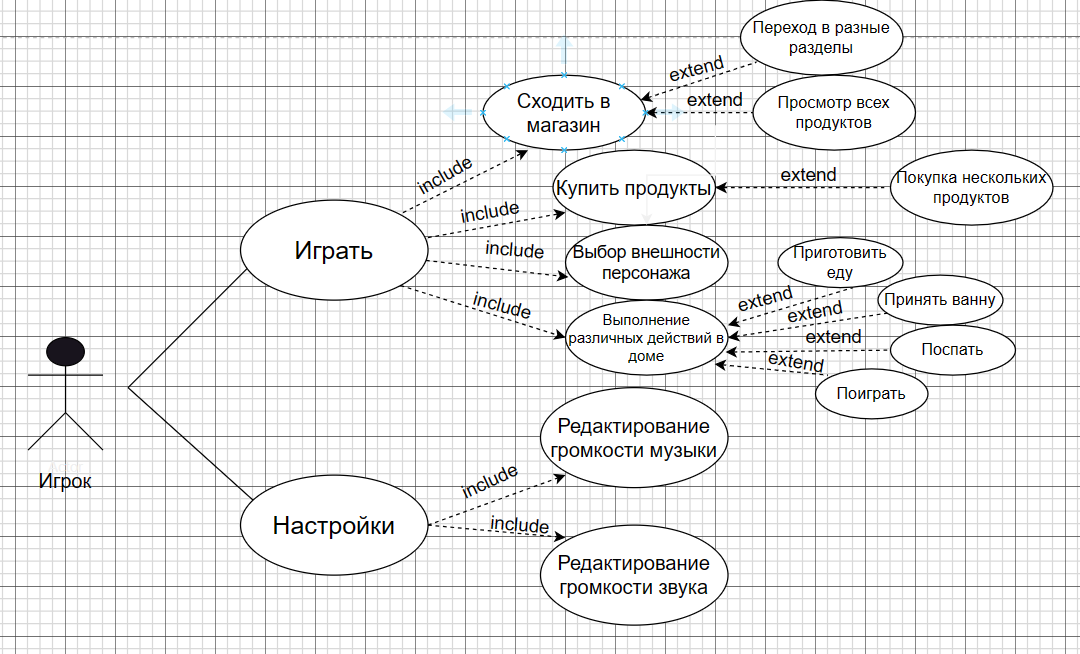 Переход в разные
разделы
extend
Сходить в
магазин
extend
Просмотр всех
продуктов
include
Купить продукты
extend
Покупка нескольких
продуктов
include
Играть
include
Выбор внешности
персонажа
Приготовить
еду
include
extend
Принять ванну
extend
Выполнение
различных действий в
доме
extend
Поспать
extend
Поиграть
Игрок
Редактирование
громкости музыки
include
Настройки
include
Редактирование
громкости звука